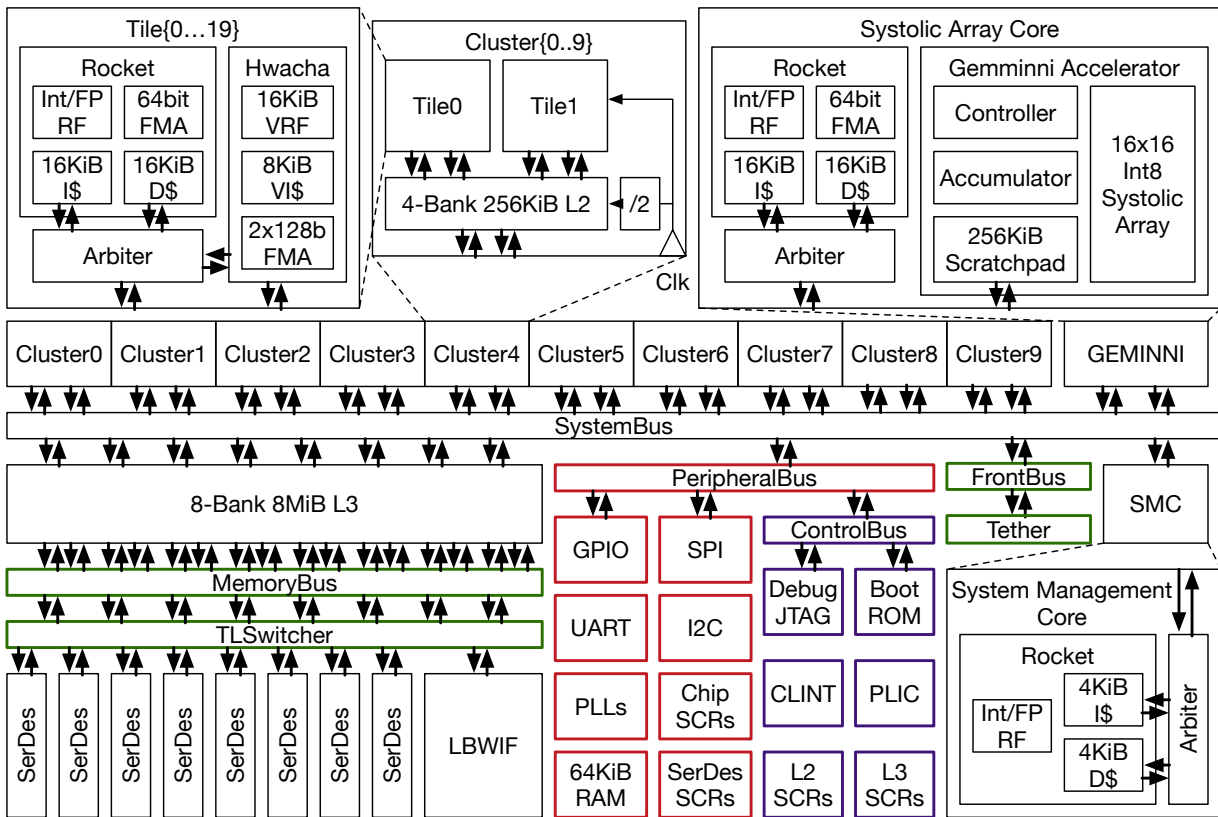 Tile{0...19}
Rocket
Int/FP
RF
64bit
FMA
16KiB
I$
16KiB
D$
Arbiter
Hwacha
16KiB
VRF
8KiB
VI$
2x128b
FMA
Cluster{0..9}
Tile0
Tile1
4-Bank 256KiB L2
/2
Clk
Systolic Array Core
Rocket
Int/FP
RF
64bit
FMA
16KiB
I$
16KiB
D$
Arbiter
Gemminni Accelerator
Controller
Accumulator
256KiB
Scratchpad
16x16
Int8
Systolic
Array
Cluster0
Cluster1
Cluster2
Cluster3
Cluster4
Cluster5
Cluster6
Cluster7
Cluster8
Cluster9
GEMINNI
SystemBus
8-Bank 8MiB L3
MemoryBus
TLSwitcher
SerDes
SerDes
SerDes
SerDes
SerDes
SerDes
SerDes
SerDes
LBWIF
PeripheralBus
GPIO
SPI
UART
I2C
PLLs
Chip
SCRs
64KiB
RAM
SerDes
SCRs
ControlBus
Debug
JTAG
Boot
ROM
CLINT
PLIC
L2
SCRs
L3
SCRs
FrontBus
Tether
SMC
System Management
Core
Rocket
Int/FP
RF
4KiB
I$
4KiB
D$
Arbiter